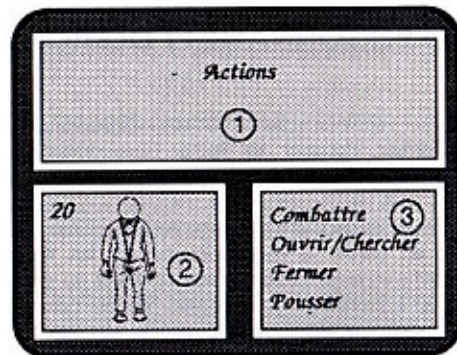 Actions
①
20
②
Combattre ③
Ouvrir/Chercher
Fermer
Pousser